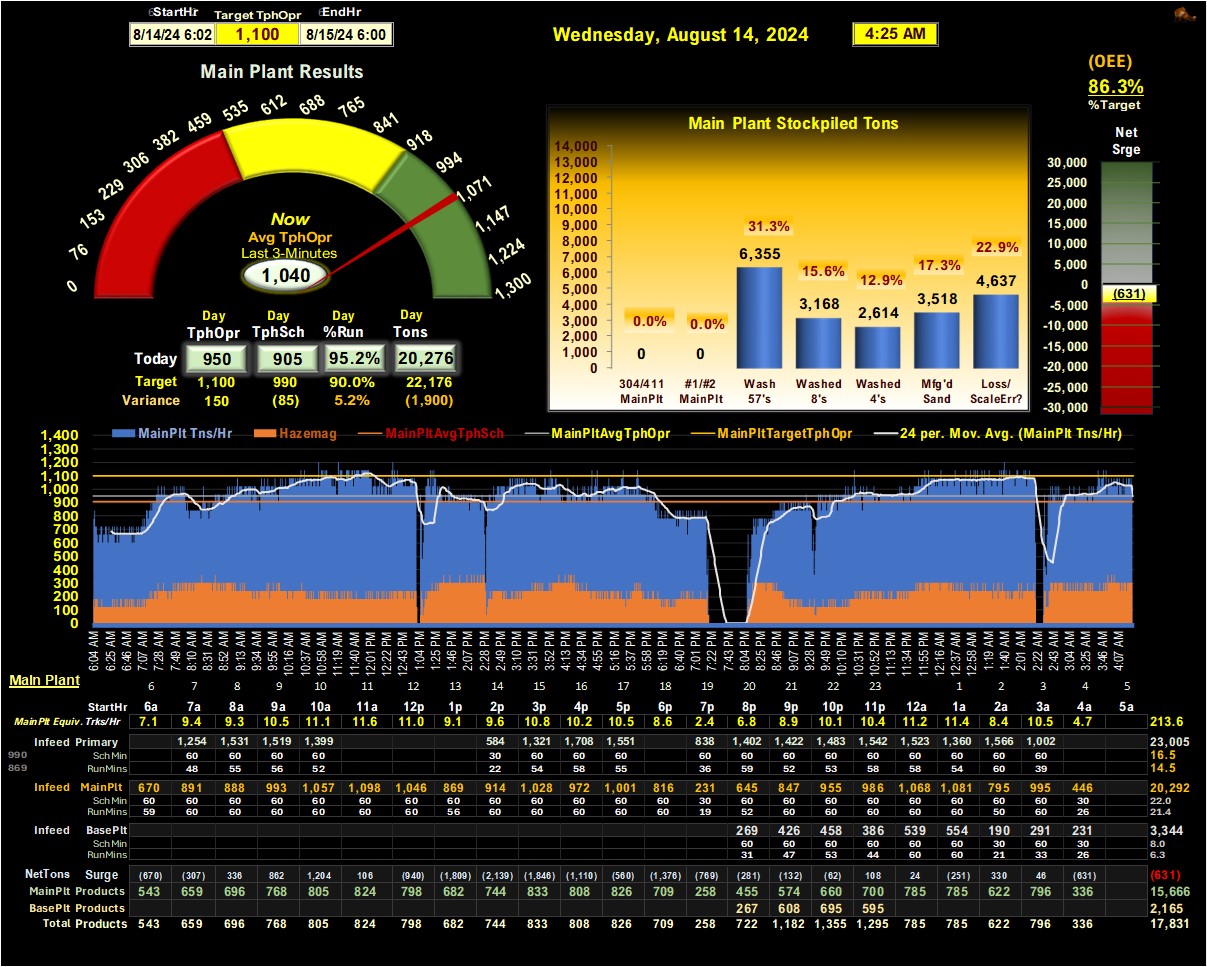 6StartHr Target TphOpr EndHr
8/14/24 6:02 1,100 8/15/24 6:00
Wednesday, August 14, 2024 4:25 AM
(OEE)
86.3%
%Target
Main Plant Results
0 76 153 229 306 382 459 535 612 688 765 841 918 994 1,071 1,147 1,224 1,300
Now
Avg TphOpr
Last 3-Minutes
1,040
Day Day Day Day
TphOpr TphSch %Run Tons
Today 950 905 95.2% 20,276
Target 1,100 990 90.0% 22,176
Variance 150 (85) 5.2% (1,900)
Main Plant Stockpiled Tons
14,000
13,000
12,000
11,000
10,000
9,000
8,000
7,000
6,000
5,000
4,000
3,000
2,000
1,000
0
0.0% 0.0% 31.3% 15.6% 12.9% 17.3% 22.9%
0 0 6,355 3,168 2,614 3,518 4,637
304/411 #1/#2 Wash Washed Washed Mfg'd Loss/
MainPlt MainPlt 57's 8's 4's Sand ScaleErr?
Net
Srge
30,000
25,000
20,000
15,000
10,000
5,000
0
(631)
-5,000
-10,000
-15,000
-20,000
-25,000
-30,000
MainPlt Tns/Hr Hazemag MainPltAvgTphSch MainPltAvgTphOpr MainPltTargetTphOpr 24 per. Mov. Avg. (MainPlt Tns/Hr)
1,400
1,300
1,200
1,100
1,000
900
800
700
600
500
400
300
200
100
0
6:04 AM 6:25 AM 6:46 AM 7:07 AM 7:28 AM 7:49 AM 8:10 AM 8:31 AM 8:52 AM 9:13 AM 9:34 AM 9:55 AM 10:16 AM 10:37 AM 10:58 AM 11:19 AM 11:40 AM 12:01 PM 12:22 PM 12:43 PM 1:04 PM 1:25 PM 1:46 PM 2:07 PM 2:28 PM 2:49 PM 3:10 PM 3:31 PM 3:52 PM 4:13 PM 4:34 PM 4:55 PM 5:16 PM 5:37 PM 5:58 PM 6:19 PM 6:40 PM 7:01 PM 7:22 PM 7:43 PM 8:04 PM 8:25 PM 8:46 PM 9:07 PM 9:28 PM 9:49 PM 10:10 PM 10:31 PM 10:52 PM 11:13 PM 11:34 PM 11:55 PM 12:16 AM 12:37 AM 12:58 AM 1:19 AM 1:40 AM 2:01 AM 2:22 AM 2:43 AM 3:04 AM 3:25 AM 3:46 AM 4:07 AM
Main Plant
6 7 8 9 10 11 12 13 14 15 16 17 18 19 20 21 22 23 1 2 3 4 5
StartHr 6a 7a 8a 9a 10a 11a 12p 1p 2p 3p 4p 5p 6p 7p 8p 9p 10p 11p 12a 1a 2a 3a 4a 5a
MainPlt Equiv. Trks/Hr 7.1 9.4 9.3 10.5 11.1 11.6 11.0 9.1 9.6 10.8 10.2 10.5 8.6 2.4 6.8 8.9 10.1 10.4 11.2 11.4 8.4 10.5 4.7 213.6
Infeed Primary 1,254 1,531 1,519 1,399 584 1,321 1,708 1,551 838 1,402 1,422 1,483 1,542 1,523 1,360 1,566 1,002 23,005
990 Sch Min 60 60 60 60 30 60 60 60 60 60 60 60 60 60 60 60 60 16.5
869 RunMins 48 55 56 52 22 54 58 55 36 59 52 53 58 58 54 60 39 14.5
Infeed MainPlt 670 891 888 993 1,057 1,098 1,046 869 914 1,028 972 1,001 816 231 645 847 955 986 1,068 1,081 795 995 446 20,292
Sch Min 60 60 60 60 60 60 60 60 60 60 60 60 60 30 60 60 60 60 60 60 60 60 30 22.0
RunMins 59 60 60 60 60 60 60 56 60 60 60 60 60 19 52 60 60 60 60 60 50 60 26 21.4
Infeed BasePlt 269 426 458 386 539 554 190 291 231 3,344
Sch Min 60 60 60 60 60 60 30 60 30 8.0
RunMins 31 47 53 44 60 60 21 33 26 6.3
NetTons Surge (670) (307) 336 862 1,204 106 (940) (1,809) (2,139) (1,846) (1,110) (560) (1,376) (769) (281) (132) (62) 108 24 (251) 330 46 (631) (631)
MainPlt Products 543 659 696 768 805 824 798 682 744 833 808 826 709 258 455 574 660 700 785 785 622 796 336 15,666
BasePlt Products 267 608 695 595 2,165
Total Products 543 659 696 768 805 824 798 682 744 833 808 826 709 258 722 1,182 1,355 1,295 785 785 622 796 336 17,831